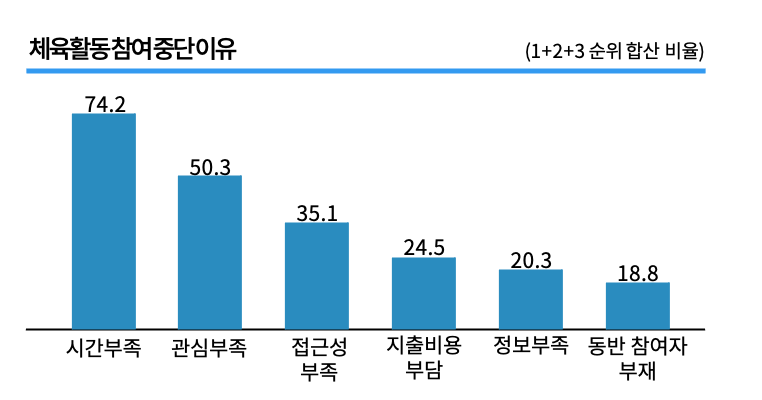 체육활동참여중단이유
(1+2+3 순위 합산 비율)
74.2
50.3
35.1
24.5
20.3
18.8
시간부족
관심부족
접근성
부족
지출비용
부담
정보부족
동반 참여자
부재